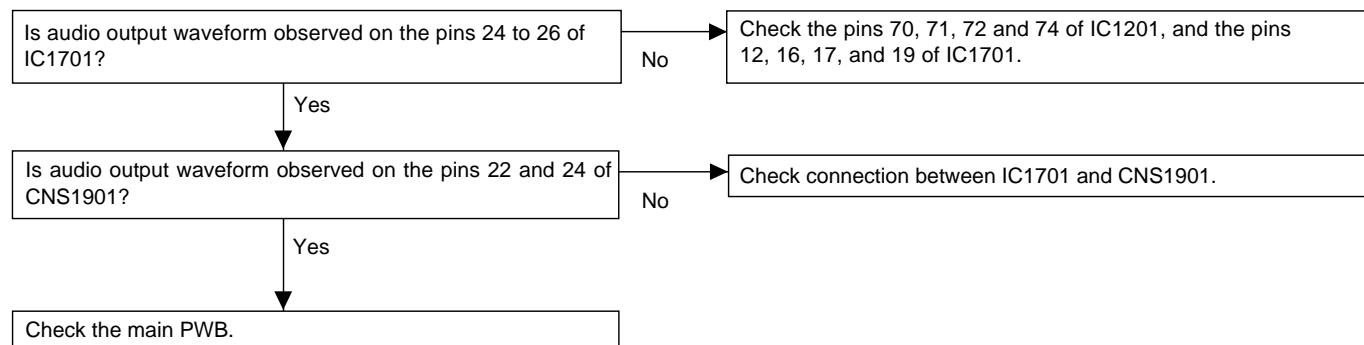 Is audio output waveform observed on the pins 24 to 26 of
IC1701?
No
Check the pins 70, 71, 72 and 74 of IC1201, and the pins
12, 16, 17, and 19 of IC1701.
Yes
Is audio output waveform observed on the pins 22 and 24 of
CNS1901?
No
Check connection between IC1701 and CNS1901.
Yes
Check the main PWB.